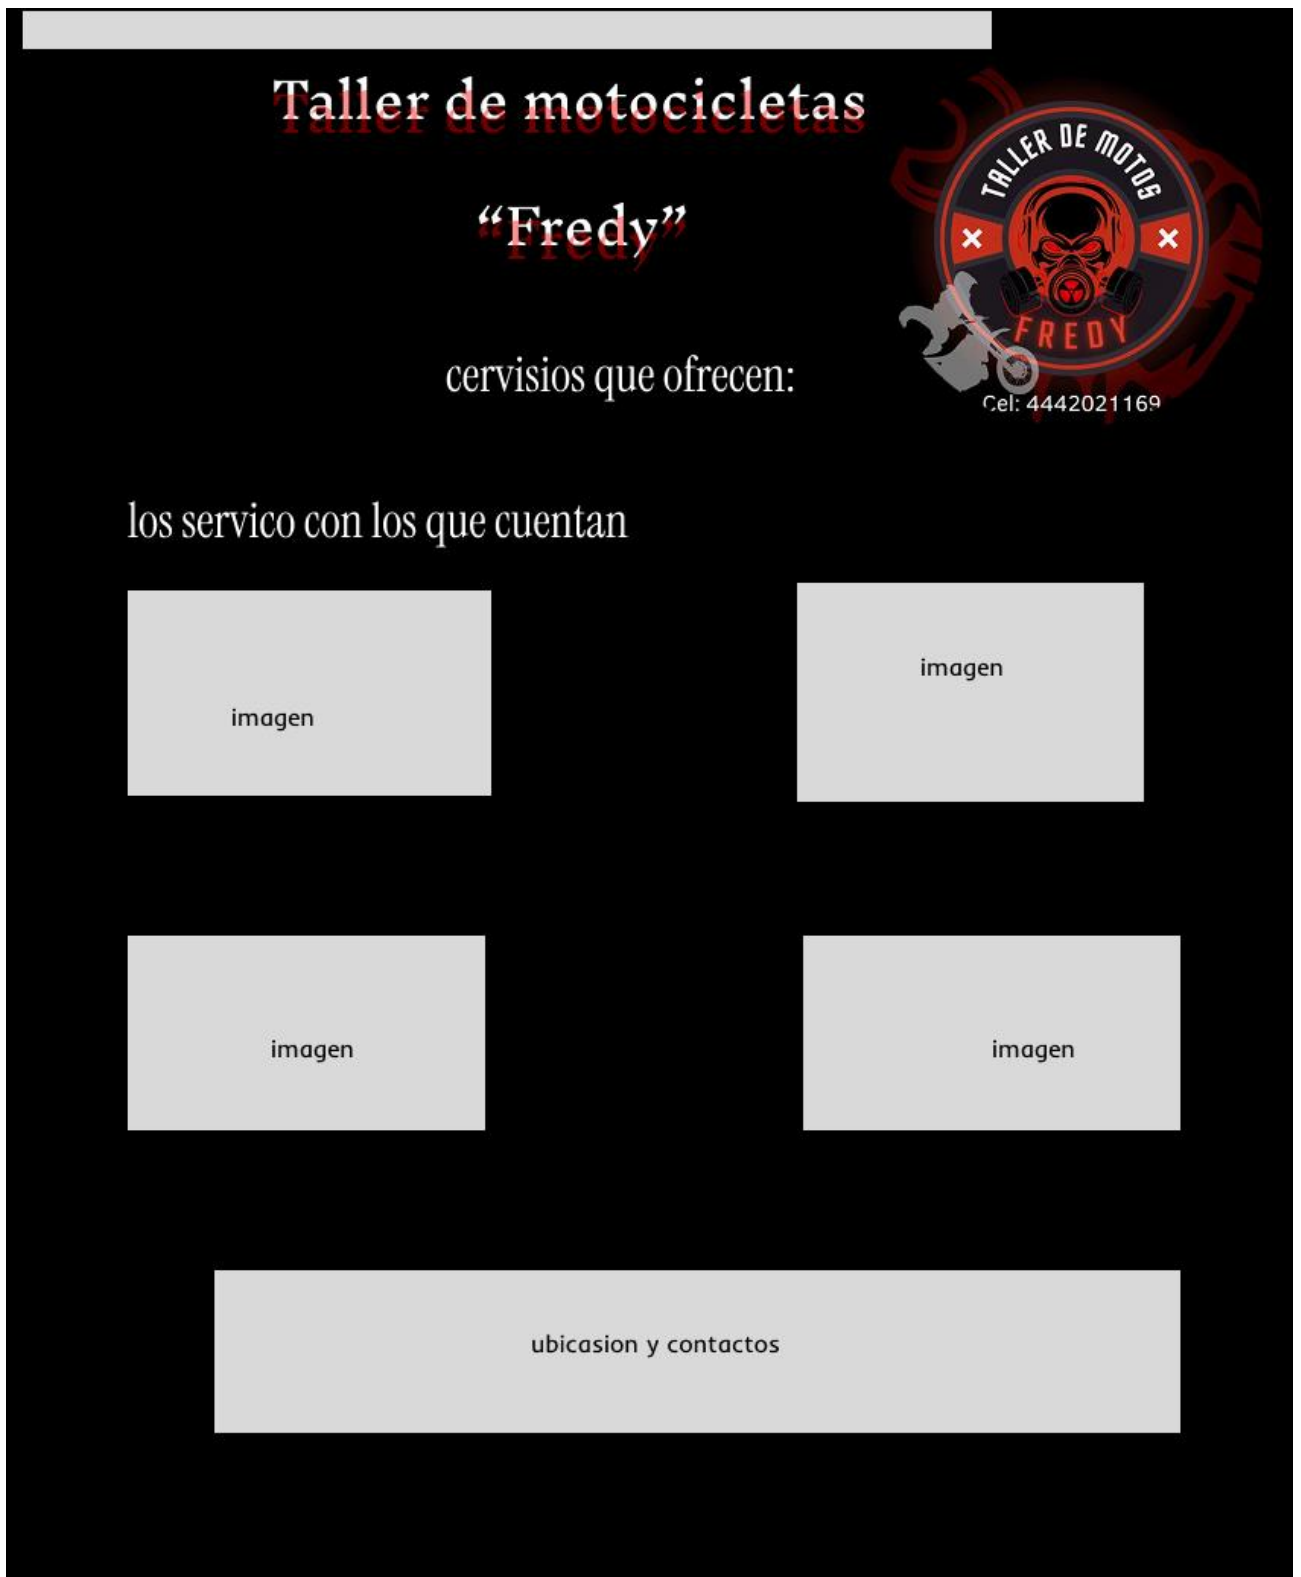 Taller de motocicletas
“Fredy”
TALLER DE MOTOS
FREDY
Cel: 4442021169
cervisios que ofrecen:
los servico con los que cuentan
imagen
imagen
imagen
imagen
ubicasion y contactos